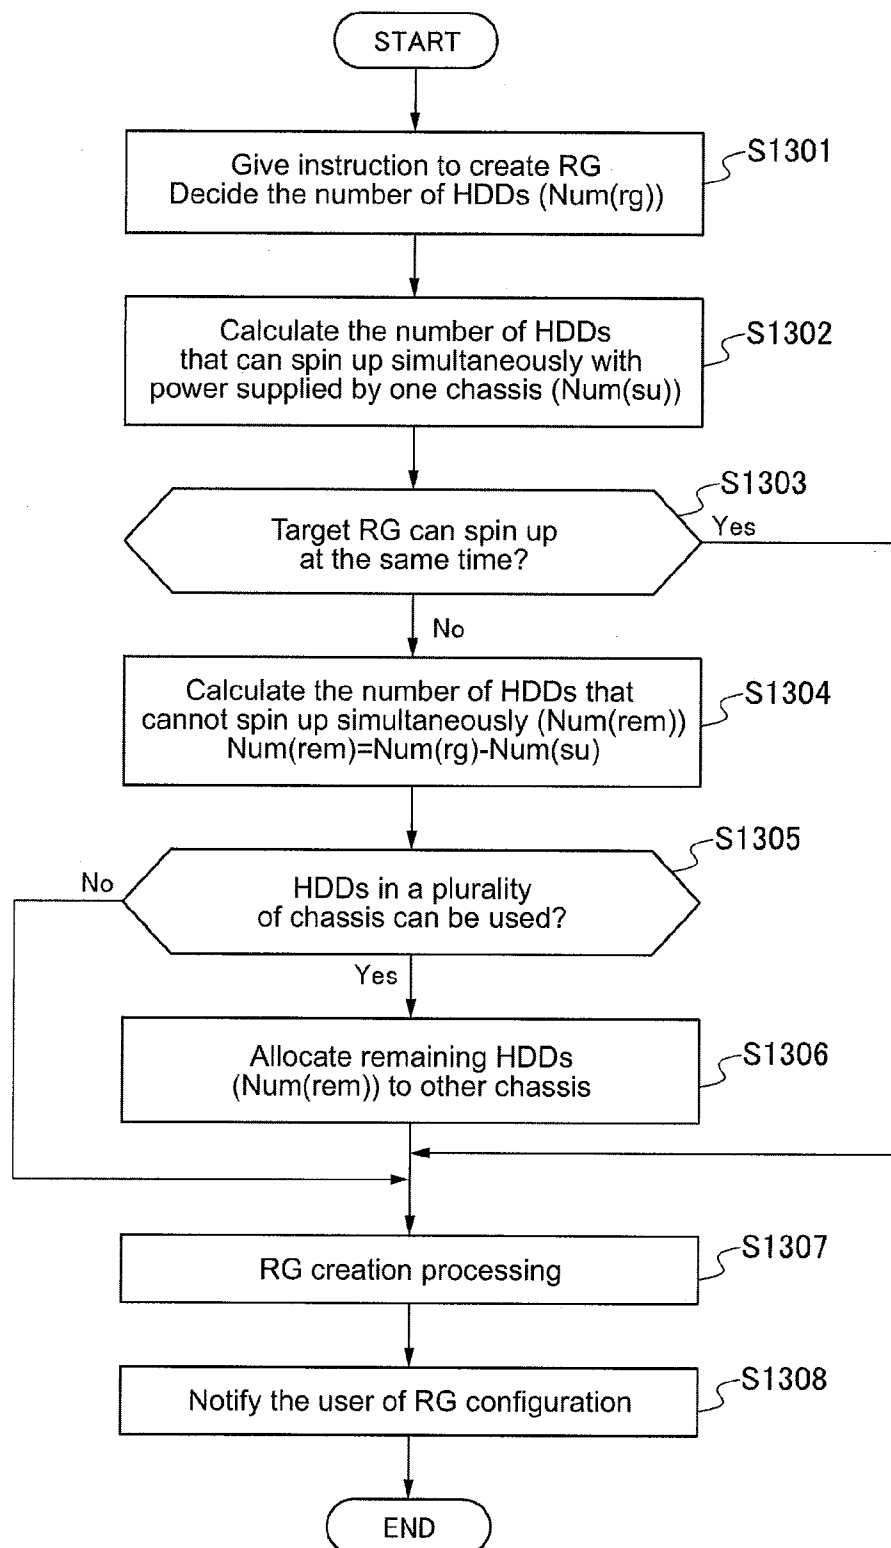 START
Give instruction to create RG
Decide the number of HDDs (Num(rg))
S1301
Calculate the number of HDDs
that can spin up simultaneously with
power supplied by one chassis (Num(su))
S1302
Target RG can spin up
at the same time?
S1303
Yes
No
Calculate the number of HDDs that
cannot spin up simultaneously (Num(rem))
Num(rem)=Num(rg)-Num(su)
S1304
HDDs in a plurality
of chassis can be used?
S1305
No
Yes
Allocate remaining HDDs
(Num(rem)) to other chassis
S1306
RG creation processing
S1307
Notify the user of RG configuration
S1308
END